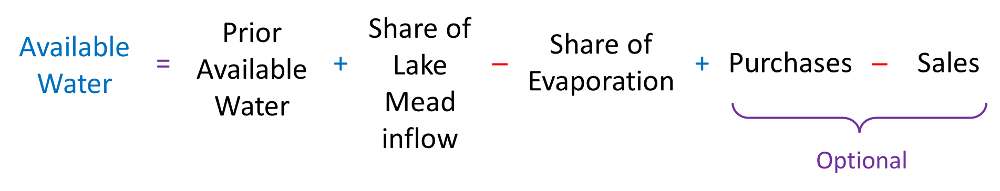 Available
Water
=
Prior
Available
Water
+
Share of
Lake
Mead
inflow
–
Share of
Evaporation
+
Purchases
–
Sales
Optional